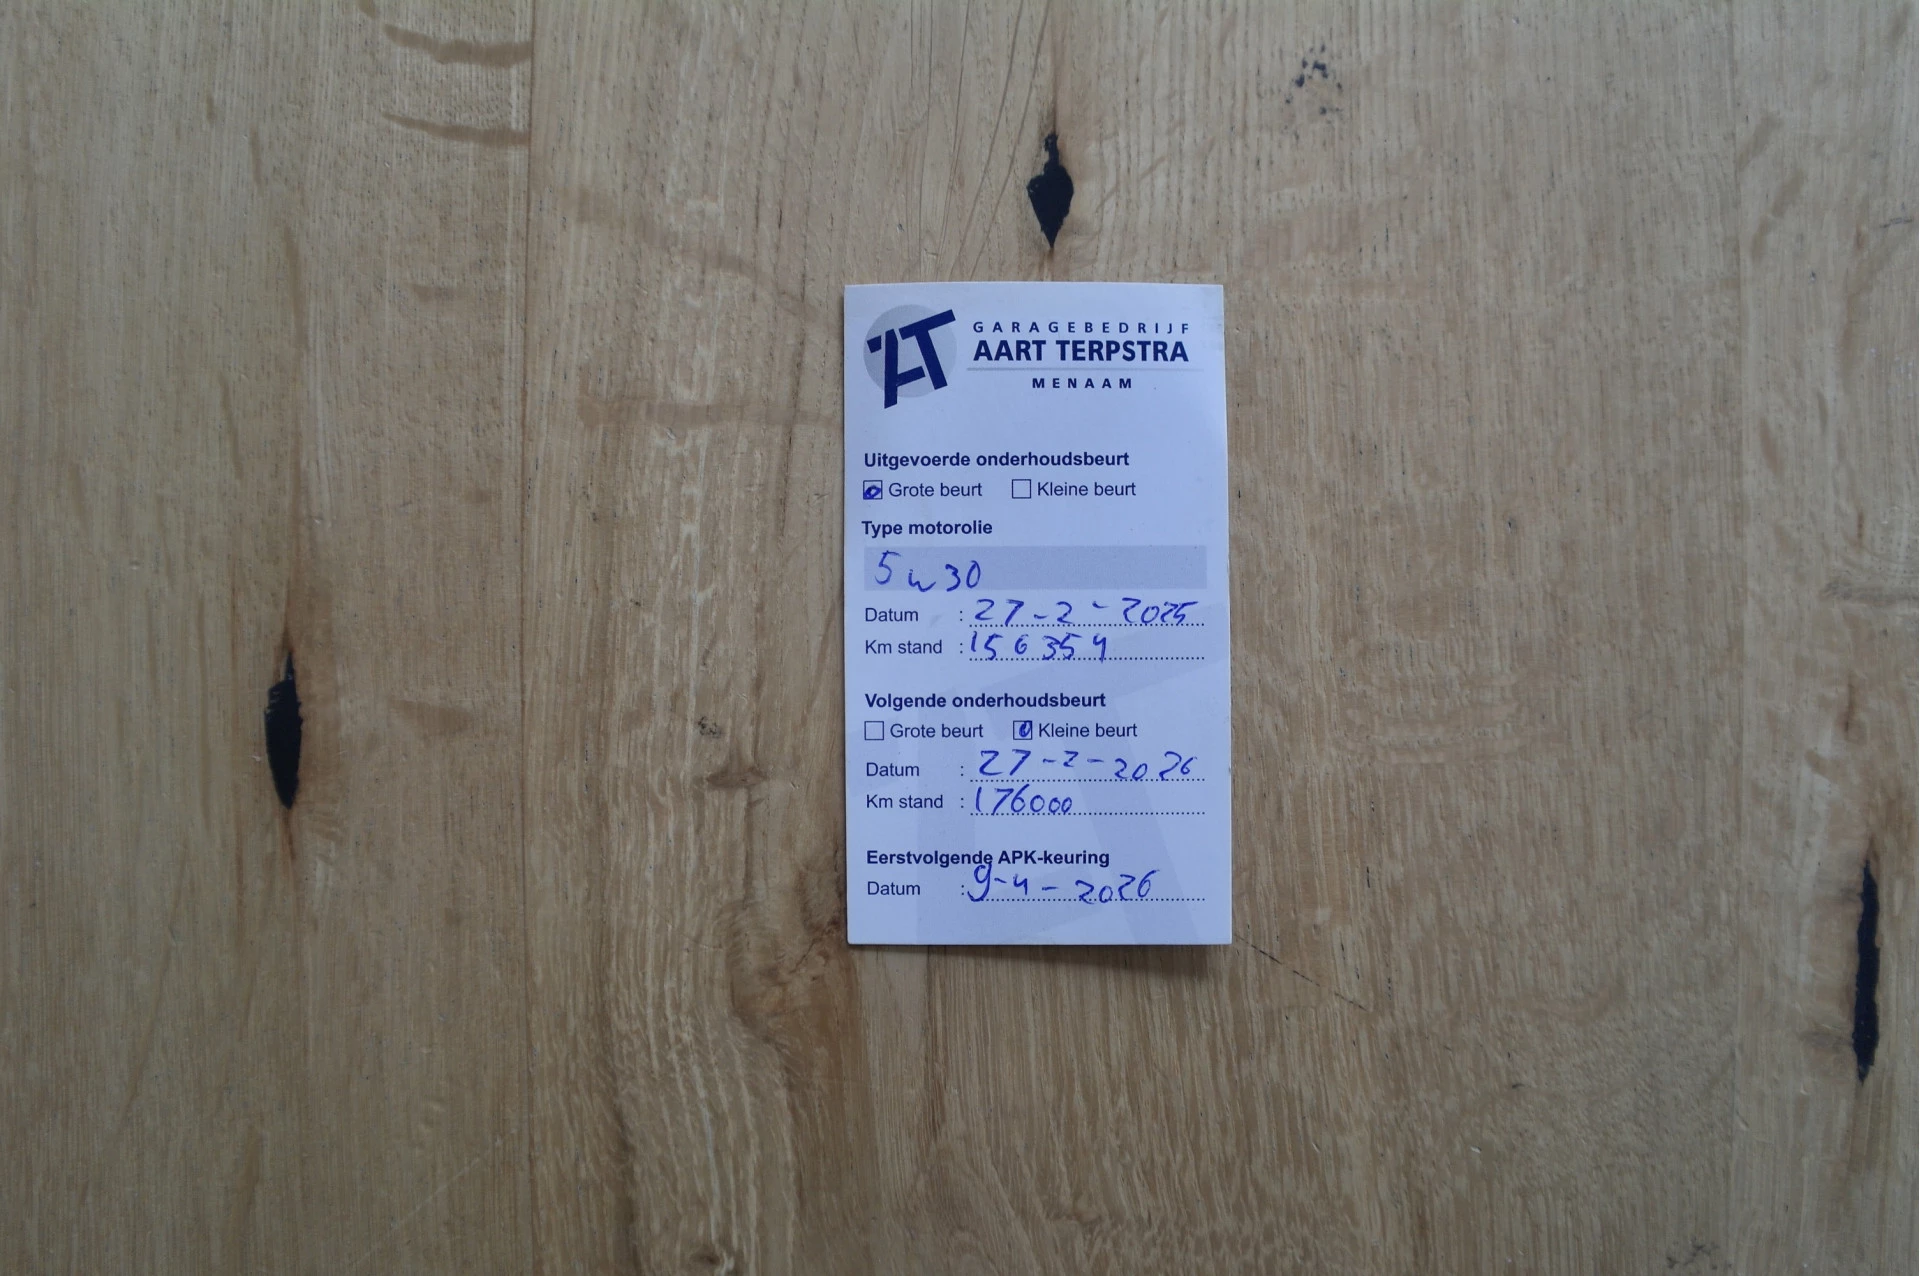 AT
GARAGEBEDRIJF
AART TERPSTRA
MENAAM
Uitgevoerde onderhoudsbeurt
Grote beurt Kleine beurt
Type motorolie
5w30
Datum : 27-2-2025
Km stand : 156354
Volgende onderhoudsbeurt
Grote beurt Kleine beurt
Datum : 27-2-2026
Km stand : 176000
Eerstvolgende APK-keuring
Datum : 9-4-2026